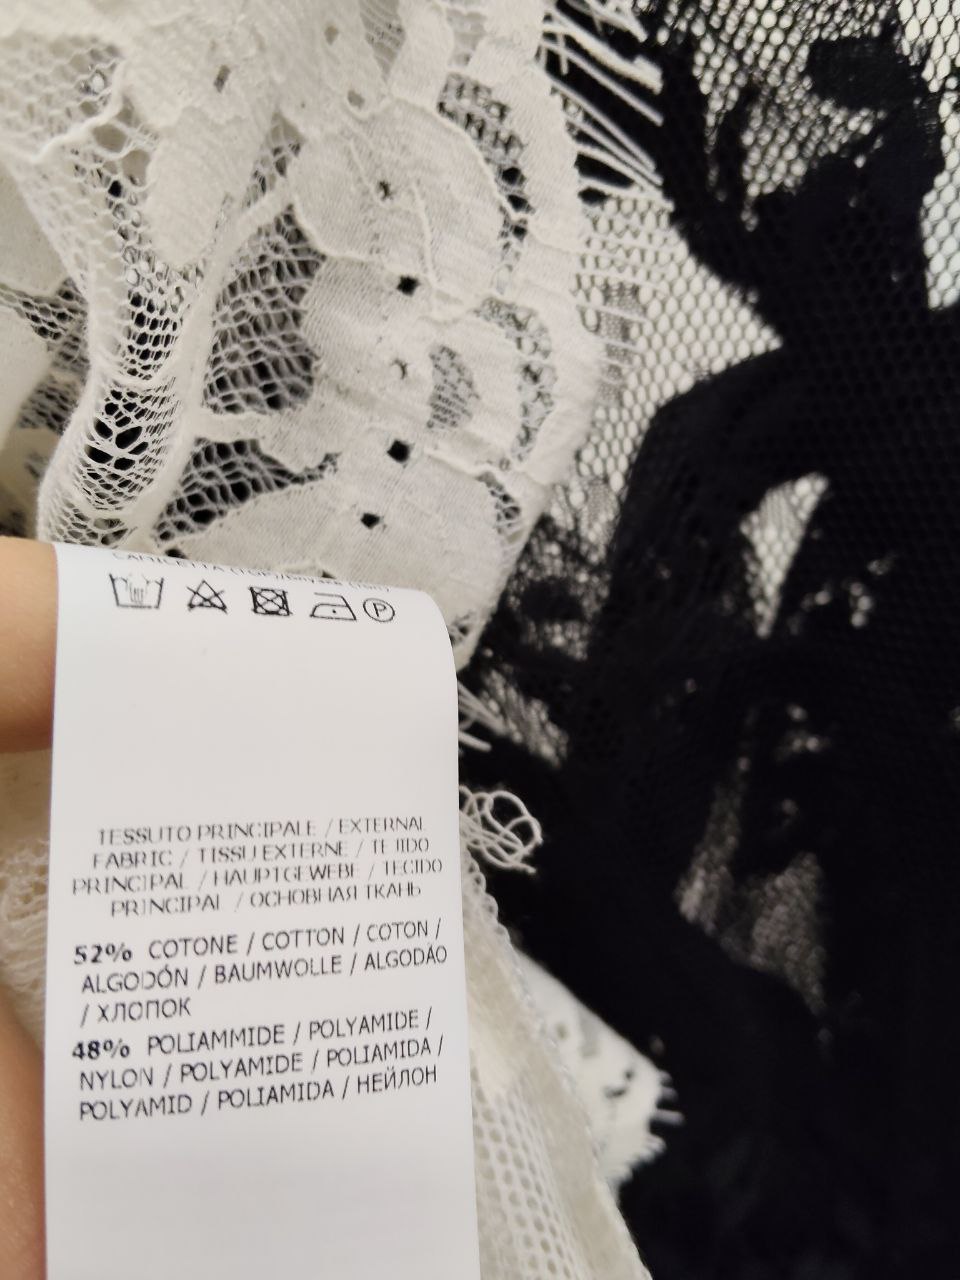 TESSUTO PRINCIPALE / EXTERNAL
FABRIC / TISSU EXTERNE / TEJIDO
PRINCIPAL / HAUPTGEWEBE / TECIDO
PRINCIPAL / ОСНОВНАЯ ТКАНЬ
52% COTONE / COTTON / COTON /
ALGODÓN / BAUMWOLLE / ALGODÃO
/ ХЛОПОК
48% POLIAMMIDE / POLYAMIDE /
NYLON / POLYAMIDE / POLIAMIDA /
POLYAMID / POLIAMIDA / НЕЙЛОН